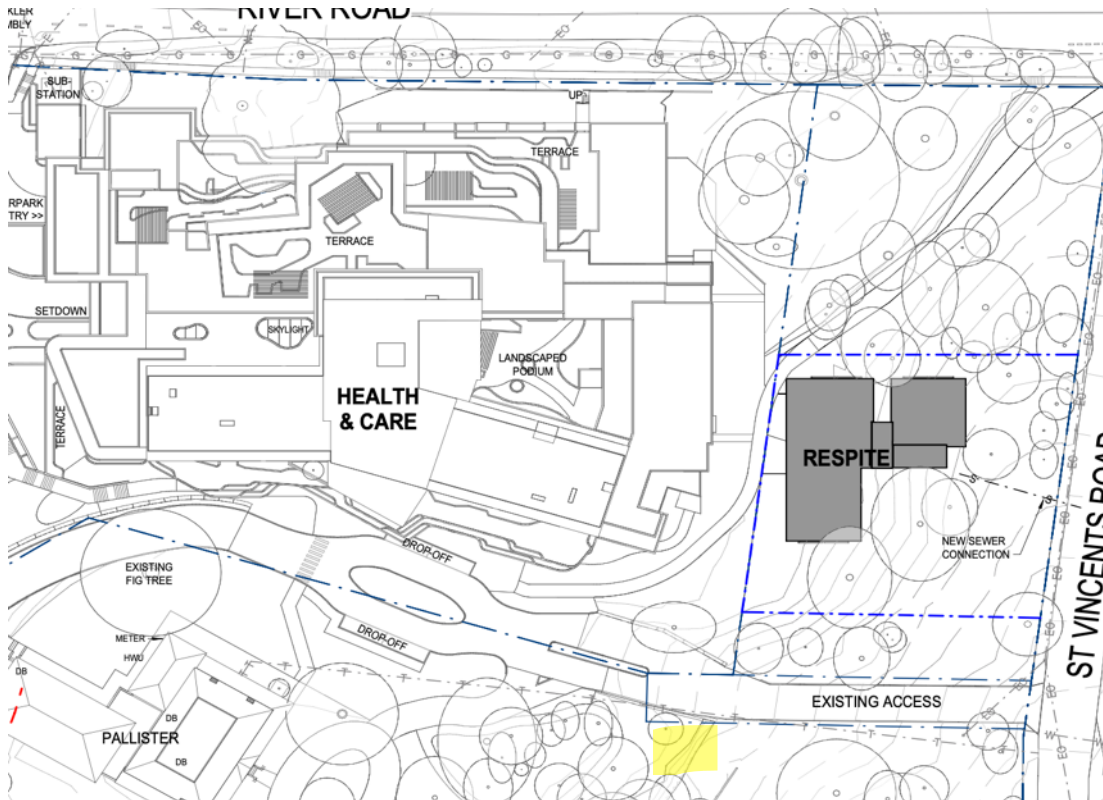 KLER
MBLY
RIVER ROAD
SUB-
STATION
UP
TERRACE
RPARK
TRY >>
TERRACE
SETDOWN
SKYLIGHT
LANDSCAPED
PODIUM
HEALTH
& CARE
TERRACE
RESPITE
S
S
NEW SEWER
CONNECTION
DROP-OFF
EXISTING
FIG TREE
DROP-OFF
METER
HWU
DB
DB
DB
PALLISTER
EXISTING ACCESS
ST VINCENTS ROAD